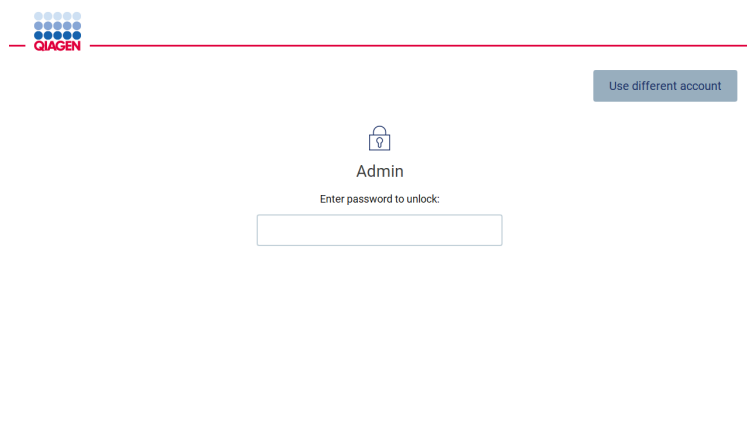 QIAGEN
Use different account
Admin
Enter password to unlock: